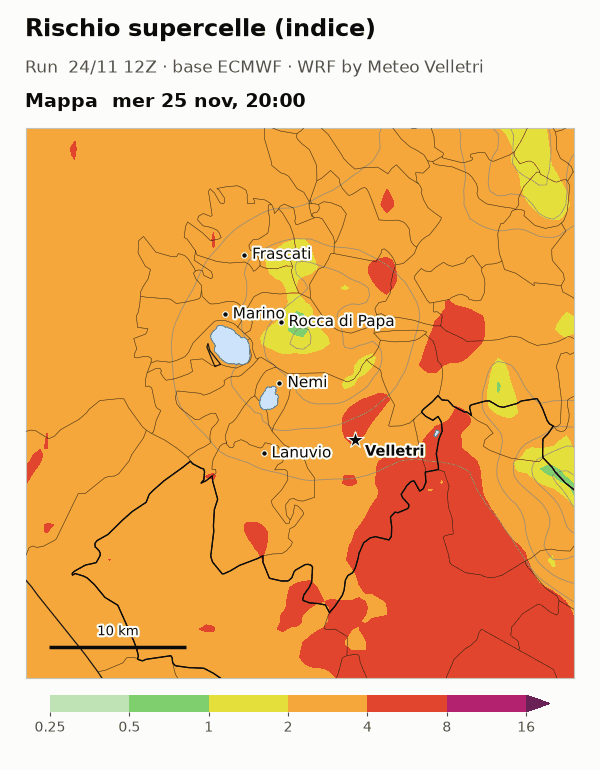 Rischio supercelle (indice)
Run  24/11 12Z · base ECMWF · WRF by Meteo Velletri
Mappa  mer 25 nov, 20:00
Frascati
Marino
Rocca di Papa
Nemi
Velletri
Lanuvio
10 km
0.25 0.5 1 2 4 8 16